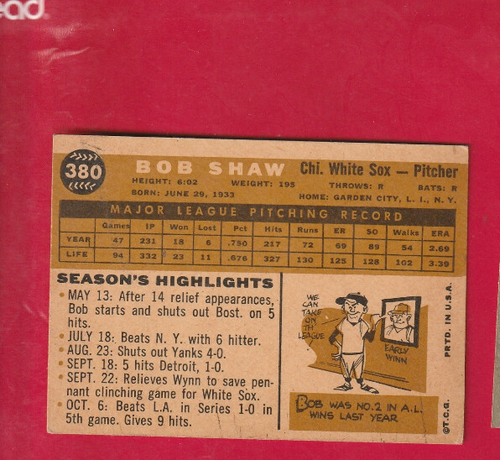 ead
380
BOB SHAW Chi. White Sox — Pitcher
HEIGHT: 6:02 WEIGHT: 195 THROWS: R BATS: R
BORN: JUNE 29, 1933 HOME: GARDEN CITY, L. I., N. Y.
MAJOR LEAGUE PITCHING RECORD
Games IP Won Lost Pct Hits Runs ER SO Walks ERA
YEAR 47 231 18 6 .750 217 72 69 89 54 2.69
LIFE 94 332 23 11 .676 327 130 125 128 102 3.39
SEASON'S HIGHLIGHTS
• MAY 13: After 14 relief appearances,
Bob starts and shuts out Bost. on 5
hits.
• JULY 18: Beats N. Y. with 6 hitter.
• AUG. 23: Shuts out Yanks 4-0.
• SEPT. 18: 5 hits Detroit, 1-0.
• SEPT. 22: Relieves Wynn to save pen-
nant clinching game for White Sox.
• OCT. 6: Beats L.A. in Series 1-0 in
5th game. Gives 9 hits.
WE
CAN
TAKE
ON
TH
LEAGUE
EARLY
WYNN
BOB WAS NO. 2 IN A.L.
WINS LAST YEAR
PRTD. IN U.S.A.
©T.C.G.